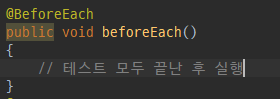 @BeforeEach
public void beforeEach()
{
// 테스트 모두 끝난 후 실행
}